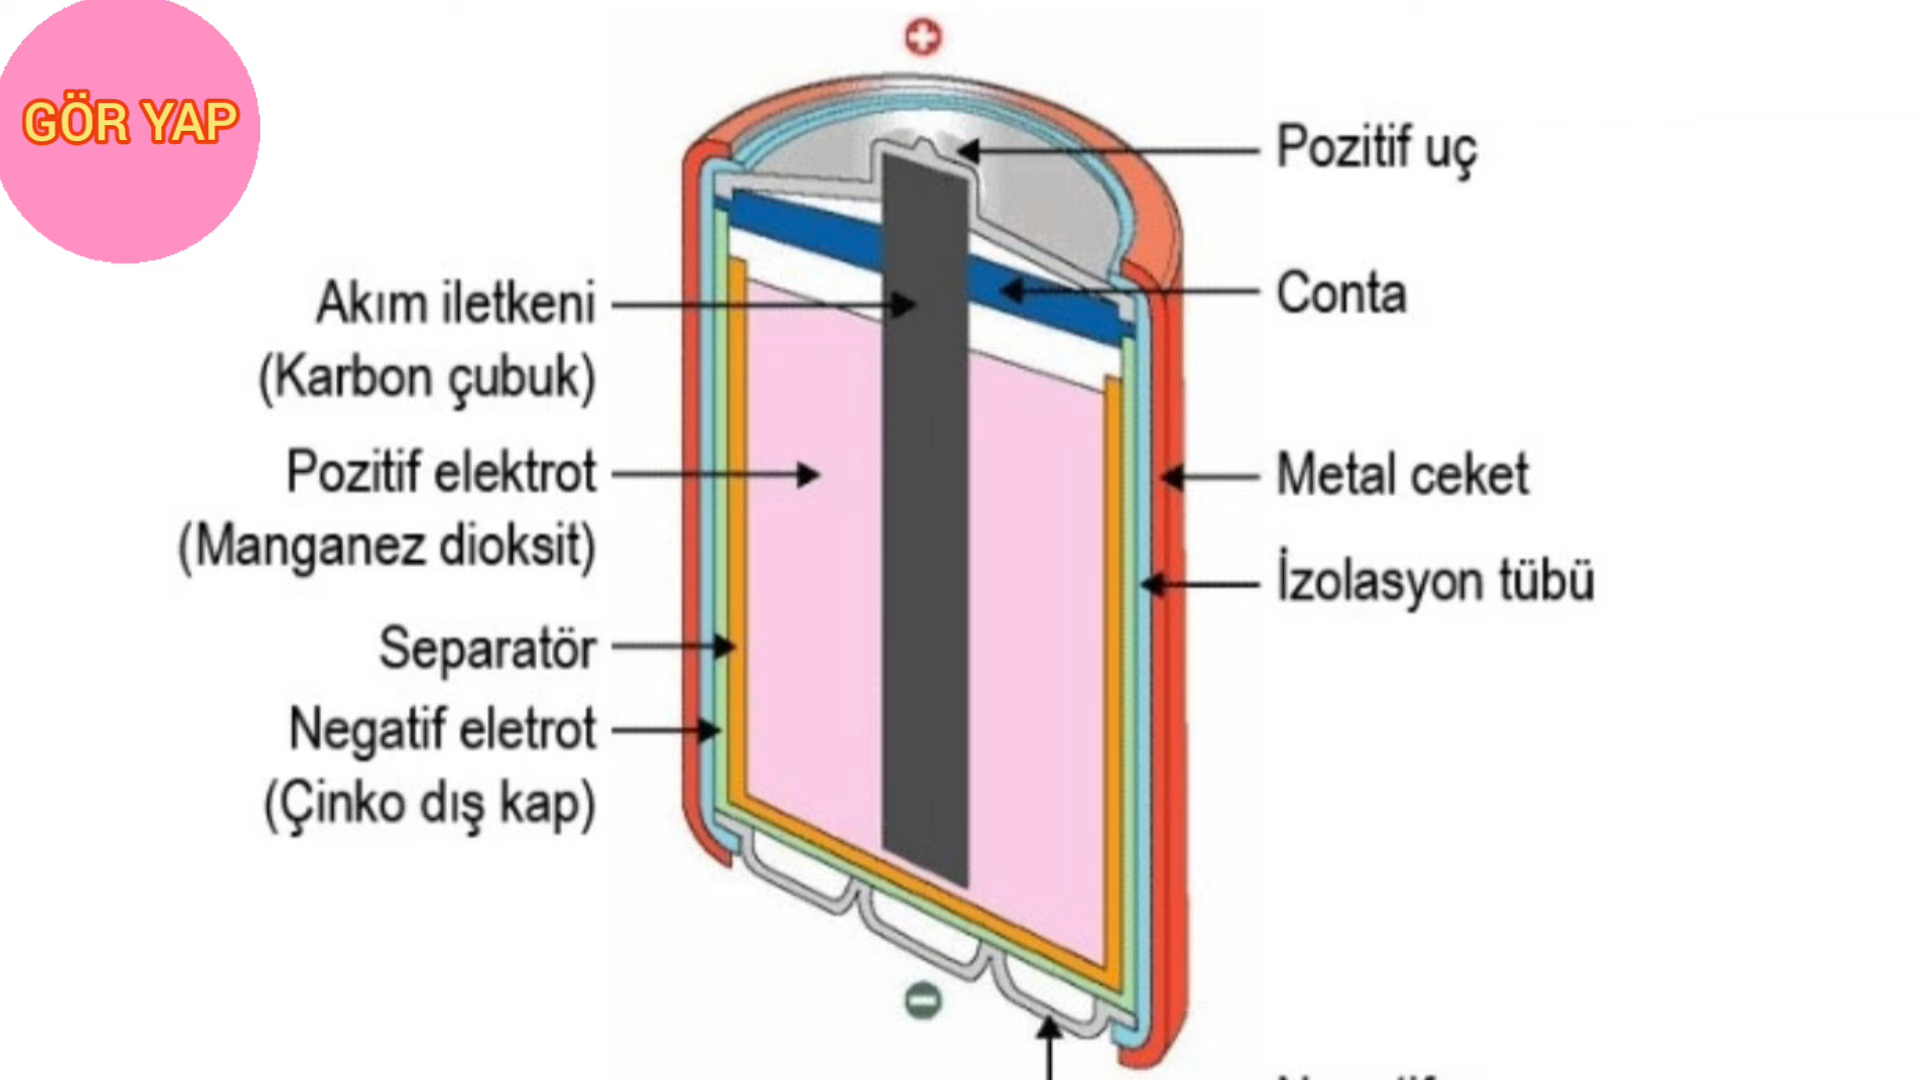 GÖR YAP
Pozitif uç
Akım iletkeni
(Karbon çubuk)
Conta
Pozitif elektrot
(Manganez dioksit)
Metal ceket
İzolasyon tübü
Separatör
Negatif eletrot
(Çinko dış kap)